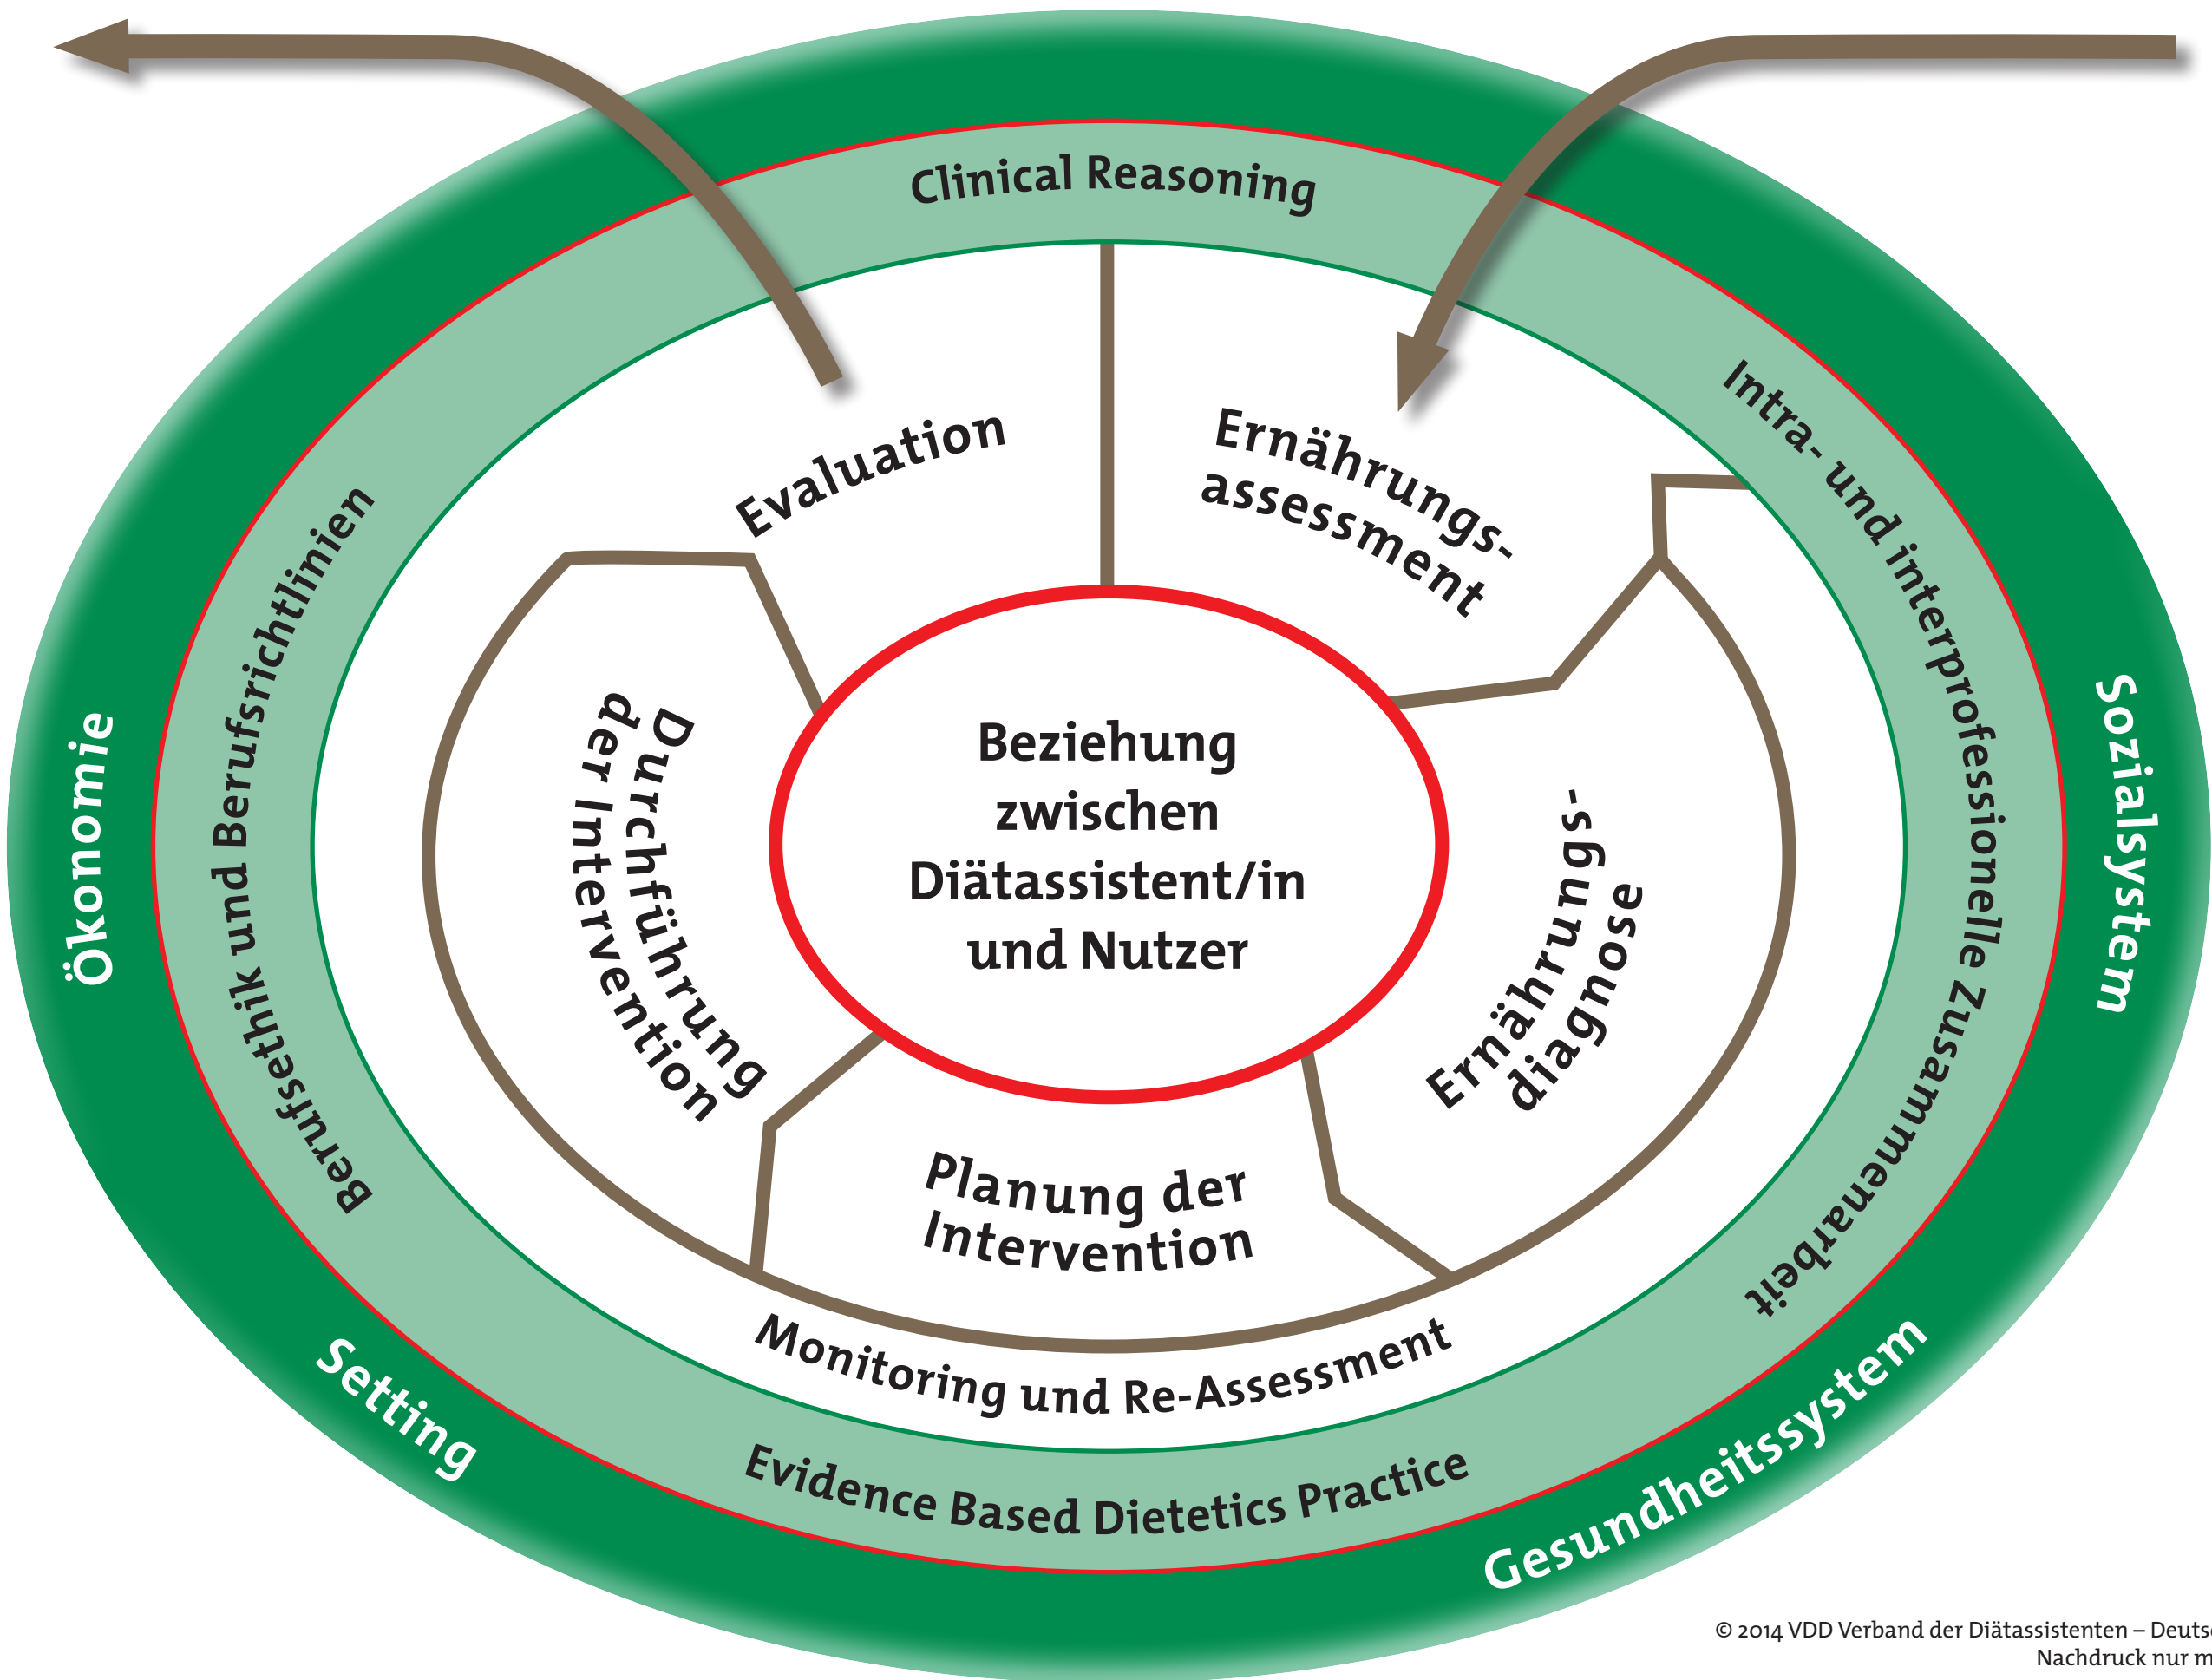 Clinical Reasoning
Intra- und interprofessionelle Zusammenarbeit
Evidence Based Dietetics Practice
Berufsethik und Berufsrichtlinien
Ökonomie
Sozialsystem
Setting
Gesundheitssystem
Evaluation
Ernährungs-
assessment
Ernährungs-
diagnose
Planung der
Intervention
Durchführung
der Intervention
Monitoring und Re-Assessment
Beziehung
zwischen
Diätassistent/in
und Nutzer
© 2014 VDD Verband der Diätassistenten –
Nachdruck nur